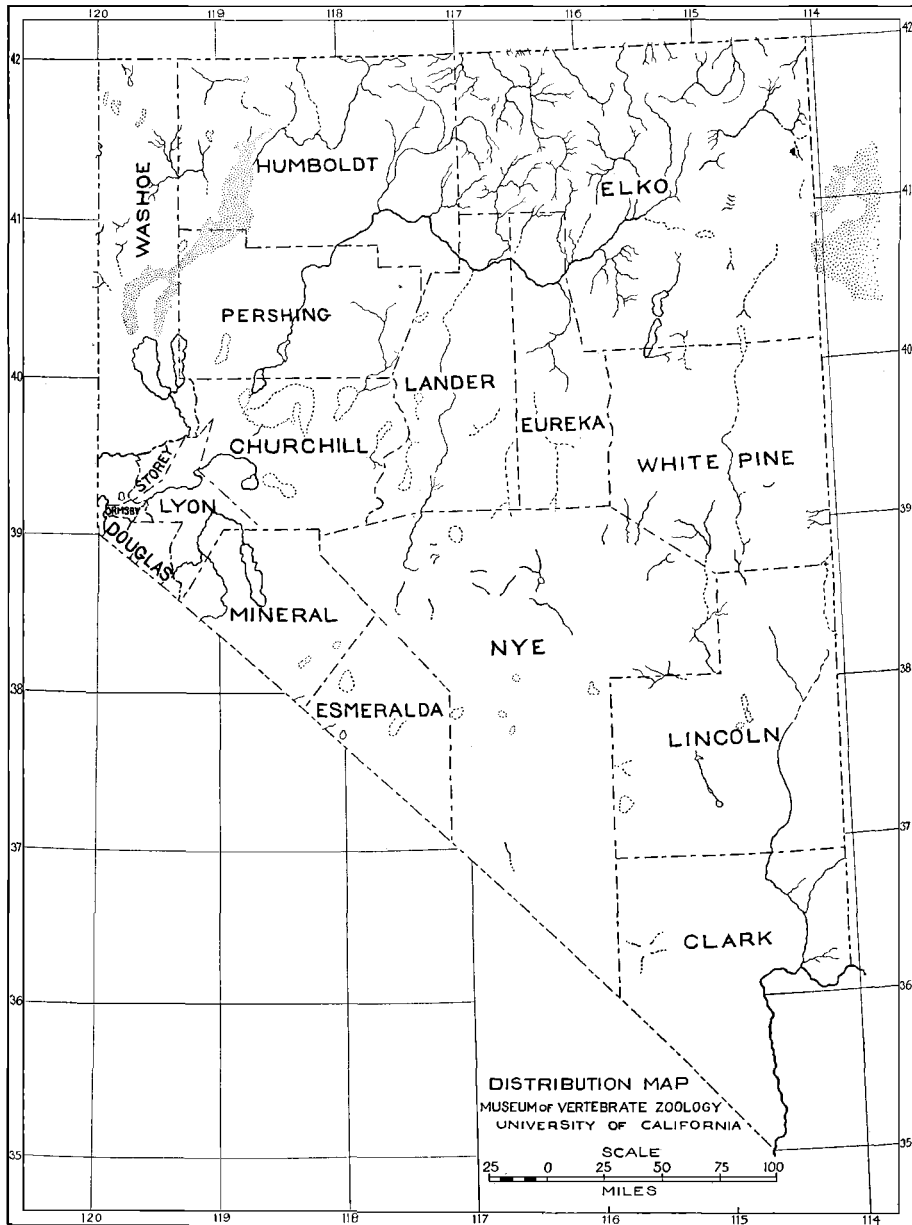 120 119 118 117 116 115 114
42 42
HUMBOLDT
WASHOE
ELKO
41 41
PERSHING
40 40
LANDER
EUREKA
CHURCHILL
WHITE PINE
STOREY
LYON
ORMSBY
39 39
DOUGLAS
MINERAL
NYE
38 38
ESMERALDA
LINCOLN
37 37
CLARK
36 36
DISTRIBUTION MAP
MUSEUM OF VERTEBRATE ZOOLOGY
UNIVERSITY OF CALIFORNIA
35 35
SCALE
25 0 25 50 75 100
MILES
120 119 118 117 116 115 114